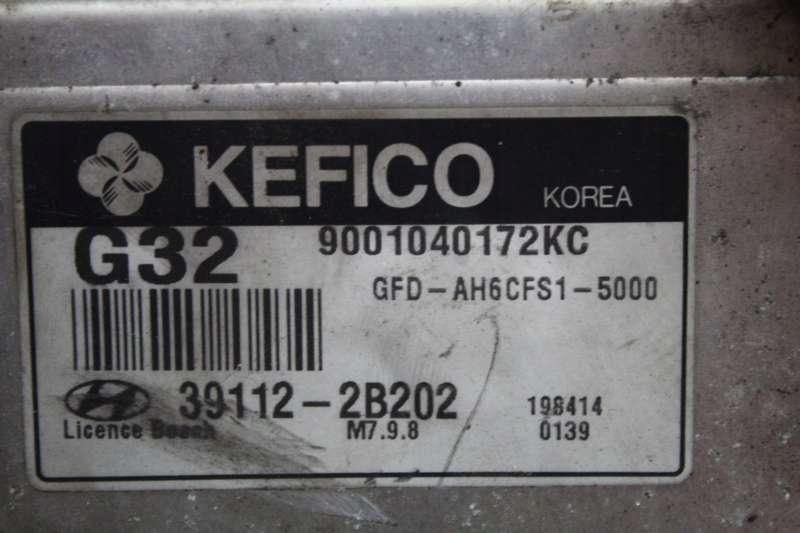 KEFICO KOREA
G32 9001040172KC
GFD-AH6CFS1-5000
39112-2B202 198414
Licence Bosch M7.9.8 0139